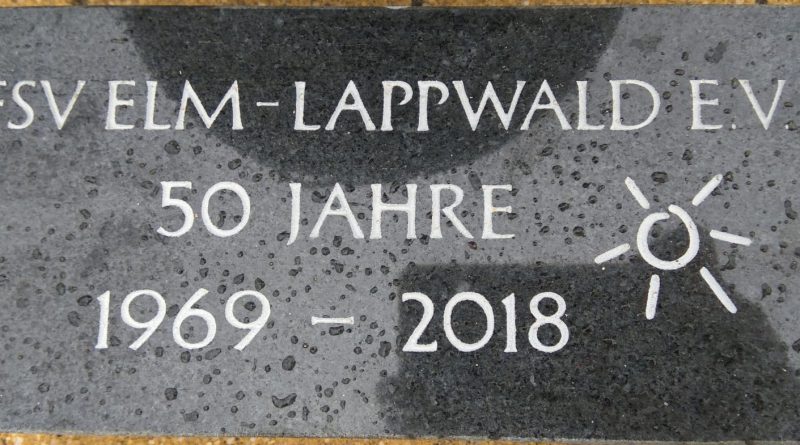 FSV ELM-LAPPWALD E.V.
50 JAHRE
1969 – 2018